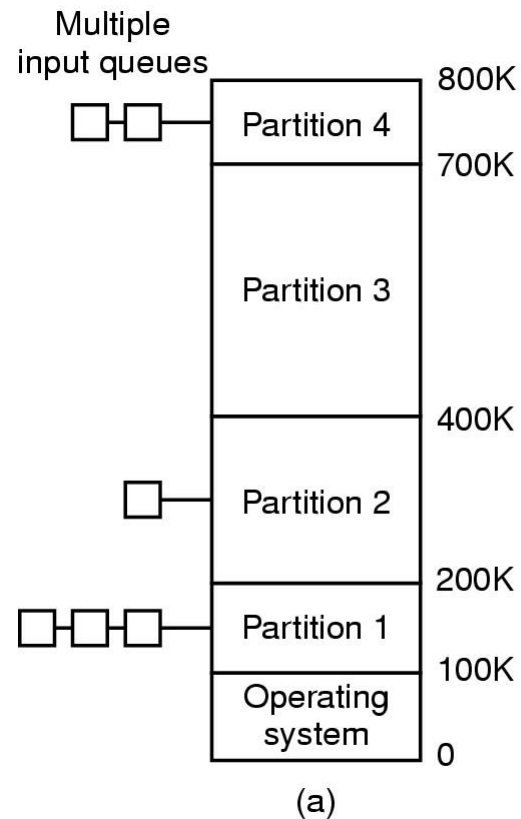 Multiple
input queues
800K
Partition 4
700K
Partition 3
400K
Partition 2
200K
Partition 1
100K
Operating
system
0
(a)